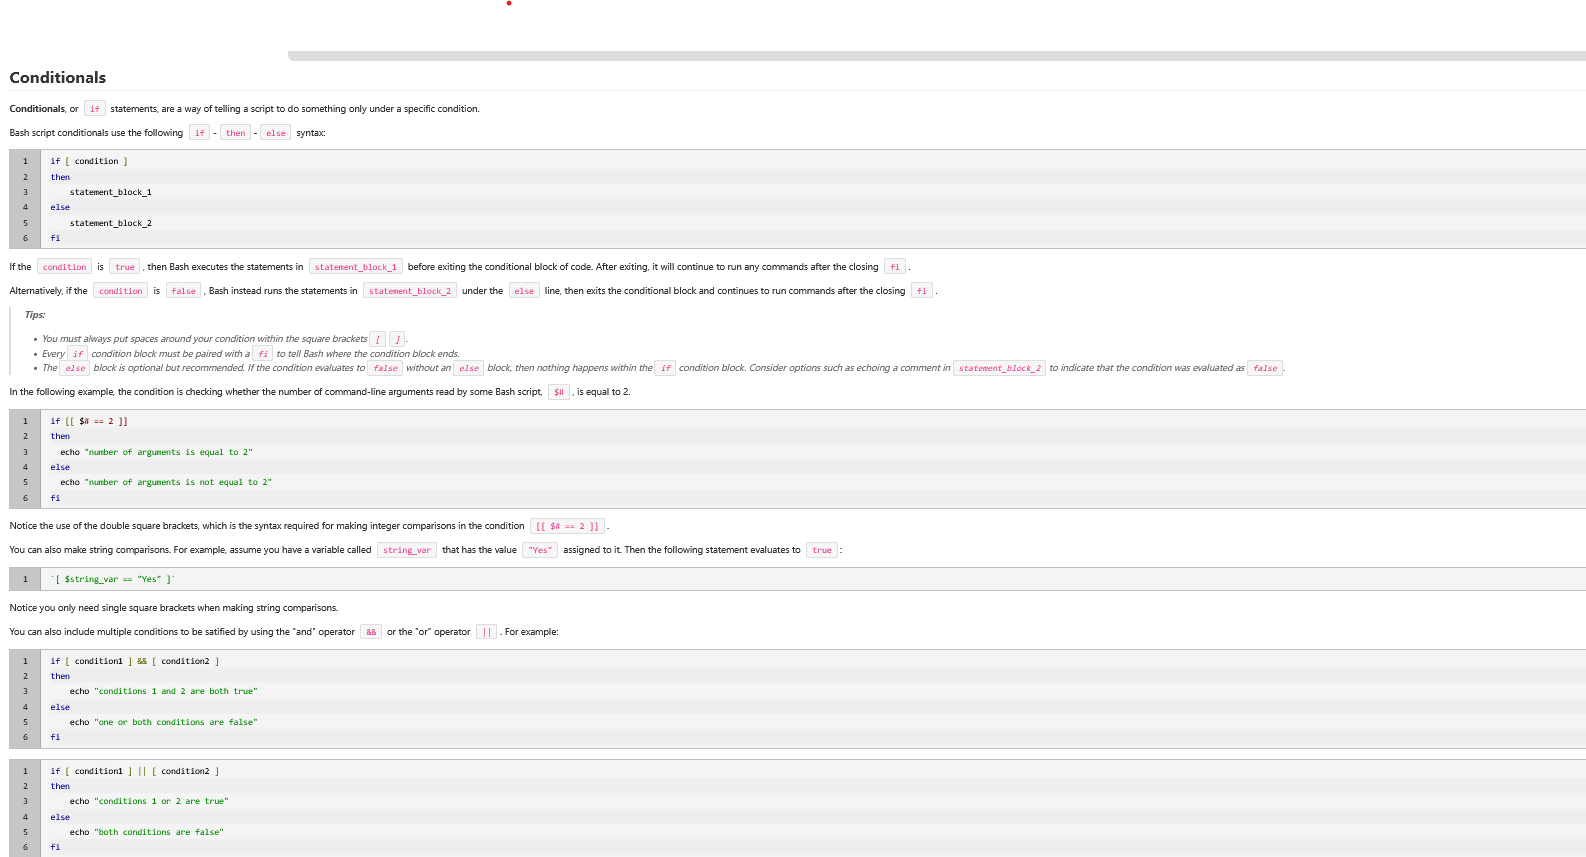 Conditionals
Conditionals, or if statements, are a way of telling a script to do something only under a specific condition.
Bash script conditionals use the following if - then - else syntax:
1 if [ condition ]
2 then
3     statement_block_1
4 else
5     statement_block_2
6 fi
If the condition is true , then Bash executes the statements in statement_block_1 before exiting the conditional block of code. After exiting, it will continue to run any commands after the closing fi .
Alternatively, if the condition is false , Bash instead runs the statements in statement_block_2 under the else line, then exits the conditional block and continues to run commands after the closing fi .
Tips:
• You must always put spaces around your condition within the square brackets [ ] .
• Every if condition block must be paired with a fi to tell Bash where the condition block ends.
• The else block is optional but recommended. If the condition evaluates to false without an else block, then nothing happens within the if condition block. Consider options such as echoing a comment in statement_block_2 to indicate that the condition was evaluated as false .
In the following example, the condition is checking whether the number of command-line arguments read by some Bash script, $# , is equal to 2.
1 if [[ $# == 2 ]]
2 then
3   echo "number of arguments is equal to 2"
4 else
5   echo "number of arguments is not equal to 2"
6 fi
Notice the use of the double square brackets, which is the syntax required for making integer comparisons in the condition [[ $# == 2 ]] .
You can also make string comparisons. For example, assume you have a variable called string_var that has the value "Yes" assigned to it. Then the following statement evaluates to true :
1 `[ $string_var == "Yes" ]`
Notice you only need single square brackets when making string comparisons.
You can also include multiple conditions to be satified by using the "and" operator && or the "or" operator || . For example:
1 if [ condition1 ] && [ condition2 ]
2 then
3     echo "conditions 1 and 2 are both true"
4 else
5     echo "one or both conditions are false"
6 fi
1 if [ condition1 ] || [ condition2 ]
2 then
3     echo "conditions 1 or 2 are true"
4 else
5     echo "both conditions are false"
6 fi